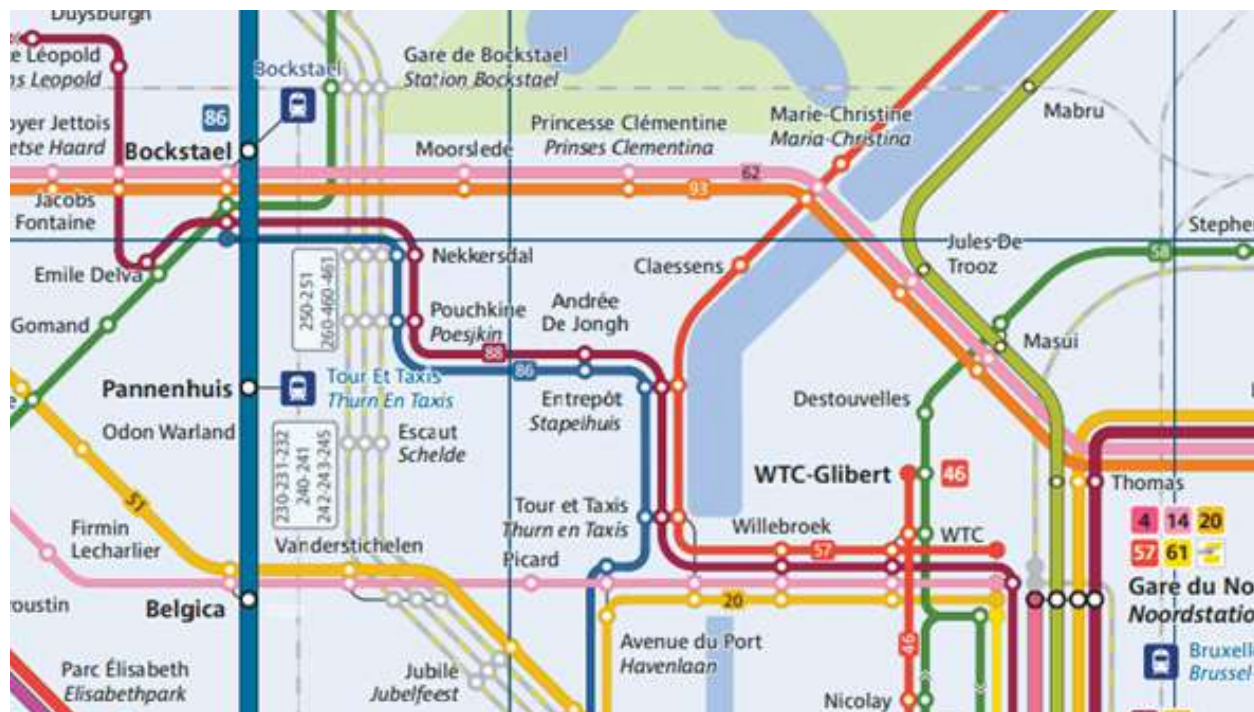 Duysburgh
e Léopold
ns Leopold
Bockstael
Gare de Bockstael
Station Bockstael
86
oyer Jettois
etse Haard
Bockstael
Moorslede
Princesse Clémentine
Prinses Clementina
Marie-Christine
Maria-Christina
Mabru
62
93
Jacobs
Fontaine
Emile Delva
Nekkersdal
Claessens
Jules De
Trooz
Stephe
58
250-251
260-460-461
Gomand
Pouchkine
Poesjkin
Andrée
De Jongh
Masui
88
86
Pannenhuis
Tour Et Taxis
Thurn En Taxis
Entrepôt
Stapelhuis
Destouvelles
Odon Warland
Escaut
Schelde
230-231-232
240-241
242-243-245
WTC-Glibert
46
Thomas
51
Tour et Taxis
Thurn en Taxis
Willebroek
WTC
4 14 20
Firmin
Lecharlier
Vanderstichelen
Picard
57
57 61
Gare du No
Noordstatio
roustin
Belgica
20
46
Avenue du Port
Havenlaan
Bruxelle
Brussel-
Parc Élisabeth
Elisabethpark
Jubilé
Jubelfeest
Nicolay